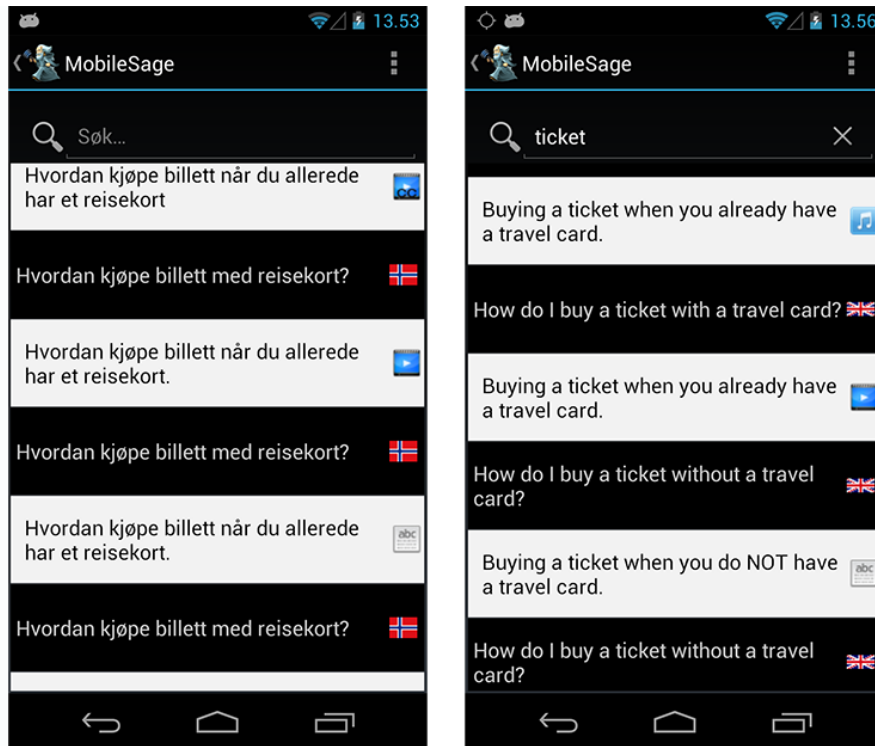 13.53
MobileSage
Søk...
Hvordan kjøpe billett når du allerede
har et reisekort
CC
Hvordan kjøpe billett med reisekort?
Hvordan kjøpe billett når du allerede
har et reisekort.
Hvordan kjøpe billett med reisekort?
Hvordan kjøpe billett når du allerede
har et reisekort.
abc
Hvordan kjøpe billett med reisekort?
13.56
MobileSage
ticket
Buying a ticket when you already have
a travel card.
How do I buy a ticket with a travel card?
Buying a ticket when you already have
a travel card.
How do I buy a ticket without a travel
card?
Buying a ticket when you do NOT have
a travel card.
abc
How do I buy a ticket without a travel
card?